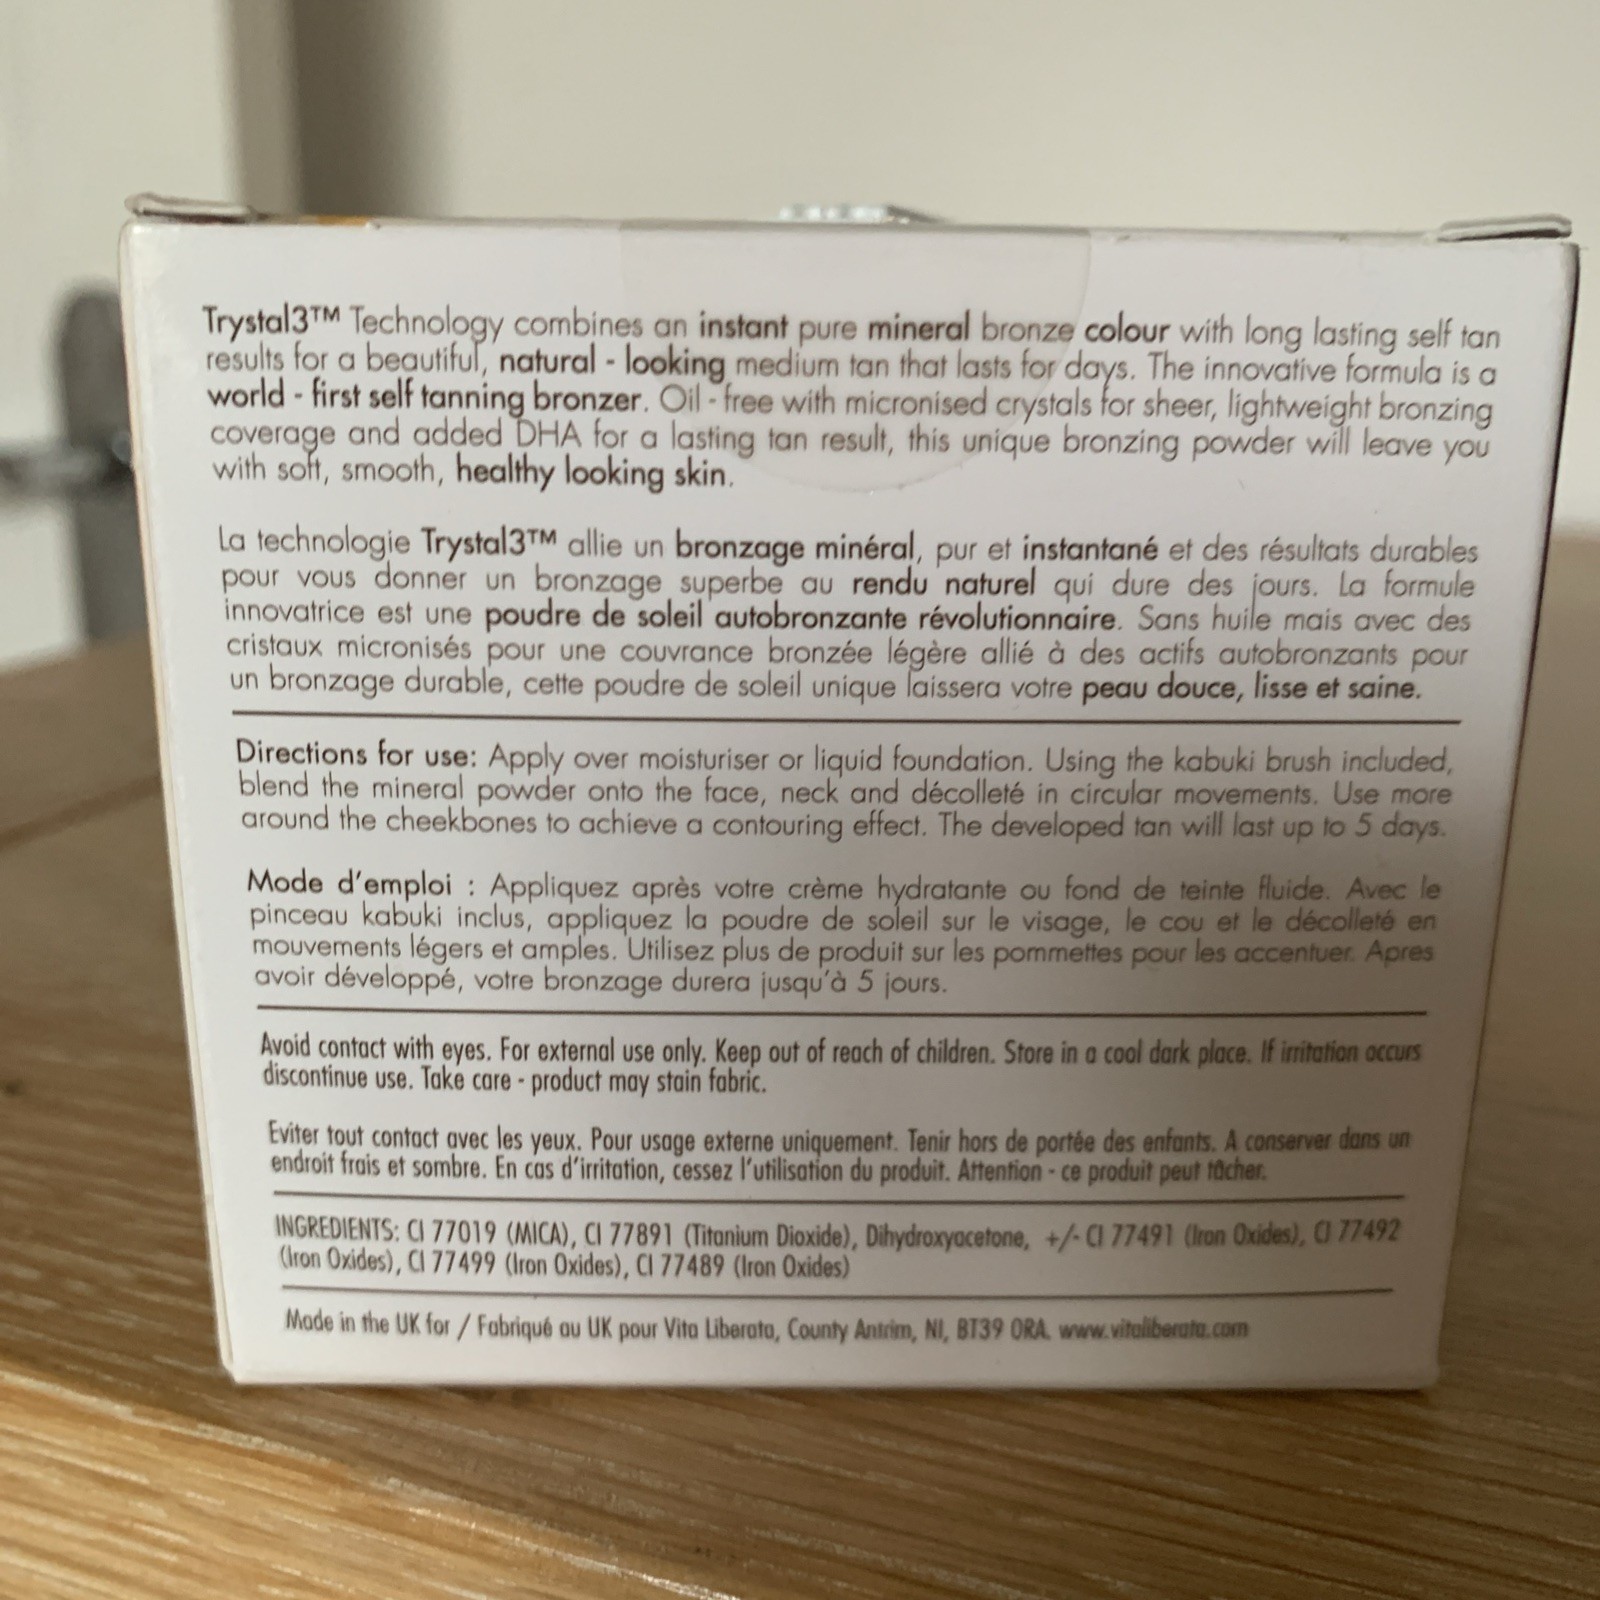 Trystal3™ Technology combines an instant pure mineral bronze colour with long lasting self tan
results for a beautiful, natural - looking medium tan that lasts for days. The innovative formula is a
world - first self tanning bronzer. Oil - free with micronised crystals for sheer, lightweight bronzing
coverage and added DHA for a lasting tan result, this unique bronzing powder will leave you
with soft, smooth, healthy looking skin.
La technologie Trystal3™ allie un bronzage minéral, pur et instantané et des résultats durables
pour vous donner un bronzage superbe au rendu naturel qui dure des jours. La formule
innovatrice est une poudre de soleil autobronzante révolutionnaire. Sans huile mais avec des
cristaux micronisés pour une couvrance bronzée légère allié à des actifs autobronzants pour
un bronzage durable, cette poudre de soleil unique laissera votre peau douce, lisse et saine.
Directions for use: Apply over moisturiser or liquid foundation. Using the kabuki brush included,
blend the mineral powder onto the face, neck and décolleté in circular movements. Use more
around the cheekbones to achieve a contouring effect. The developed tan will last up to 5 days.
Mode d'emploi : Appliquez après votre crème hydratante ou fond de teinte fluide. Avec le
pinceau kabuki inclus, appliquez la poudre de soleil sur le visage, le cou et le décolleté en
mouvements légers et amples. Utilisez plus de produit sur les pommettes pour les accentuer. Apres
avoir développé, votre bronzage durera jusqu'à 5 jours.
Avoid contact with eyes. For external use only. Keep out of reach of children. Store in a cool dark place. If irritation occurs
discontinue use. Take care - product may stain fabric.
Eviter tout contact avec les yeux. Pour usage externe uniquement. Tenir hors de portée des enfants. A conserver dans un
endroit frais et sombre. En cas d'irritation, cessez l'utilisation du produit. Attention - ce produit peut tâcher.
INGREDIENTS: CI 77019 (MICA), CI 77891 (Titanium Dioxide), Dihydroxyacetone, +/- CI 77491 (Iron Oxides), CI 77492
(Iron Oxides), CI 77499 (Iron Oxides), CI 77489 (Iron Oxides)
Made in the UK for / Fabriqué au UK pour Vita Liberata, County Antrim, NI, BT39 0RA. www.vitaliberata.com